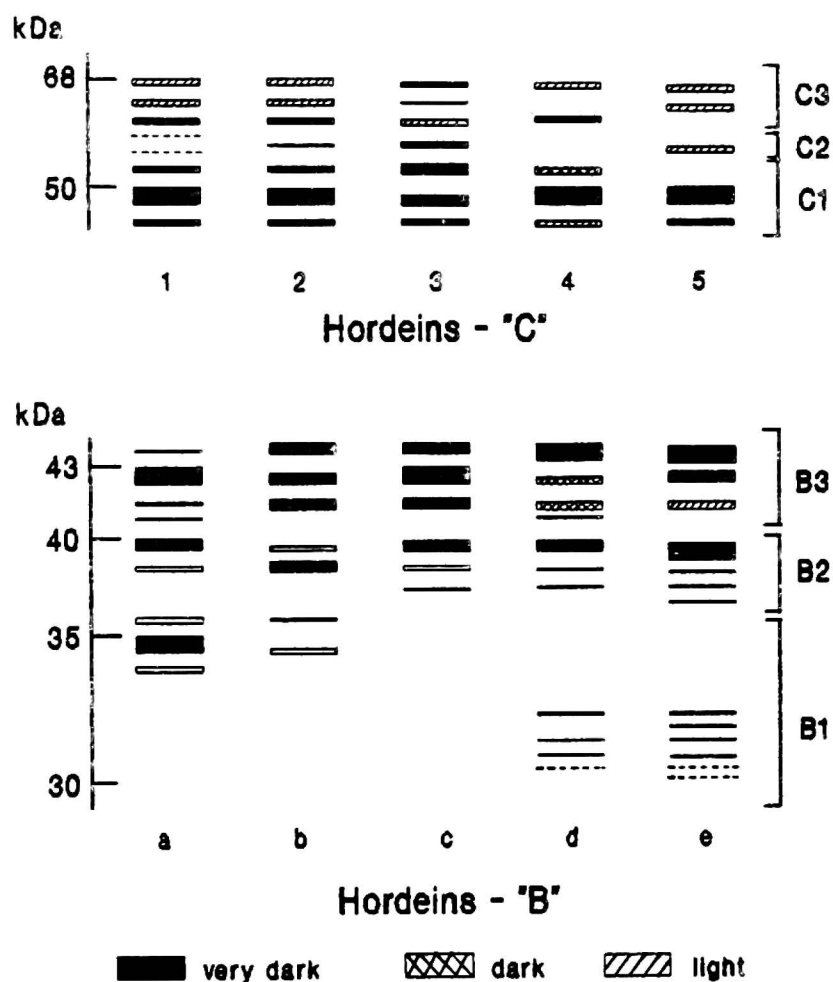 kDa
68
50
C3
C2
C1
1 2 3 4 5
Hordeins - "C"
kDa
43
40
35
30
B3
B2
B1
a b c d e
Hordeins - "B"
very dark dark light